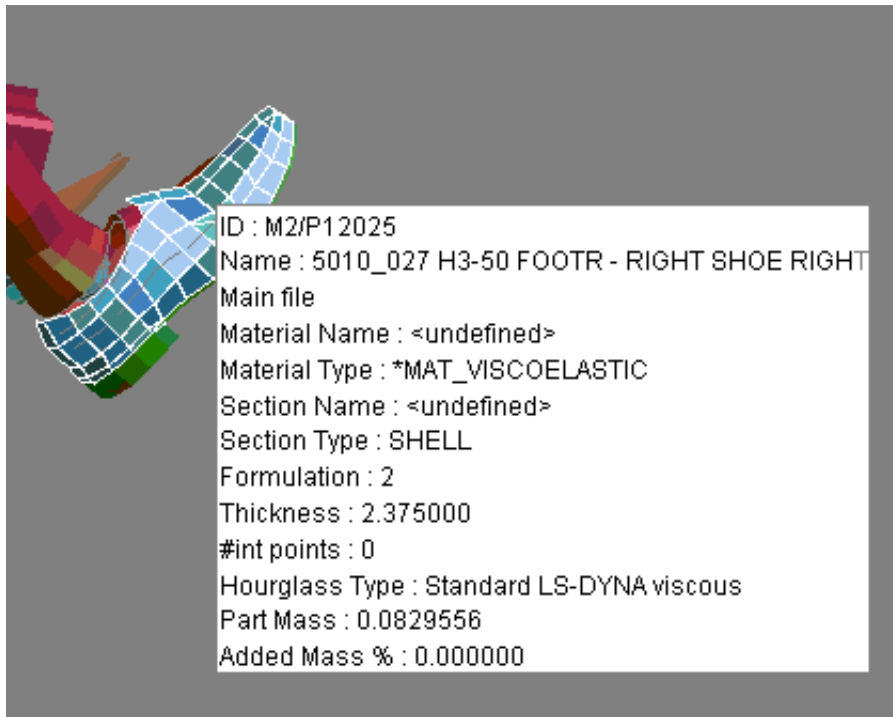 ID : M2/P12025
Name : 5010_027 H3-50 FOOTR - RIGHT SHOE RIGHT
Main file
Material Name : <undefined>
Material Type : *MAT_VISCOELASTIC
Section Name : <undefined>
Section Type : SHELL
Formulation : 2
Thickness : 2.375000
#int points : 0
Hourglass Type : Standard LS-DYNA viscous
Part Mass : 0.0829556
Added Mass % : 0.000000